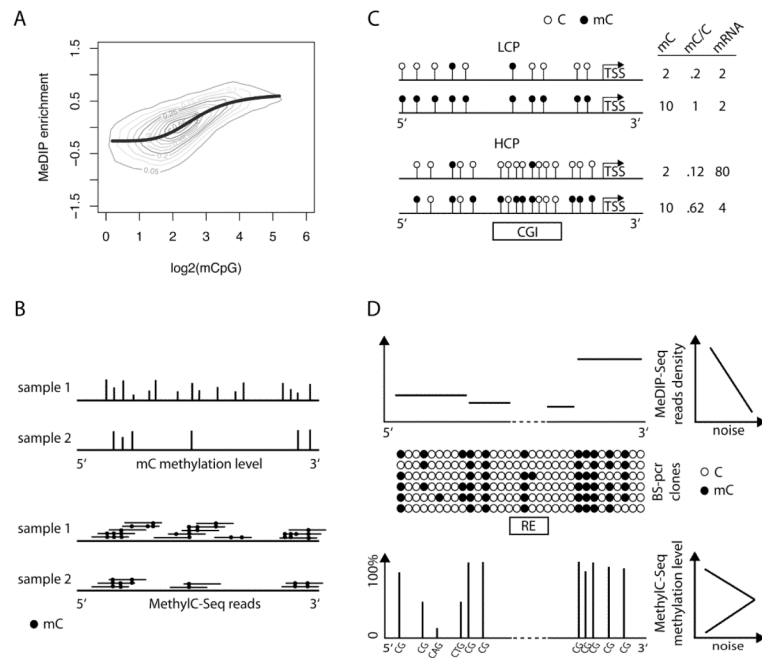 A
MeDIP enrichment
1.5
0.5
-0.5
-1.5
0.05
0 1 2 3 4 5 6
log2(mCpG)
B
sample 1
sample 2
5' mC methylation level 3'
sample 1
sample 2
5' MethylC-Seq reads 3'
mC
C
C mC
mC mC/C mRNA
LCP
TSS 2 .2 2
TSS 10 1 2
5' 3'
HCP
TSS 2 .12 80
TSS 10 .62 4
5' 3'
CGI
D
MeDIP-Seq
reads density
5' 3'
noise
BS-pcr
clones
C
mC
RE
100%
0
MethylC-Seq
methylation level
5' CG CG CAG CTG CG CG CG CG CG CG 3'
noise